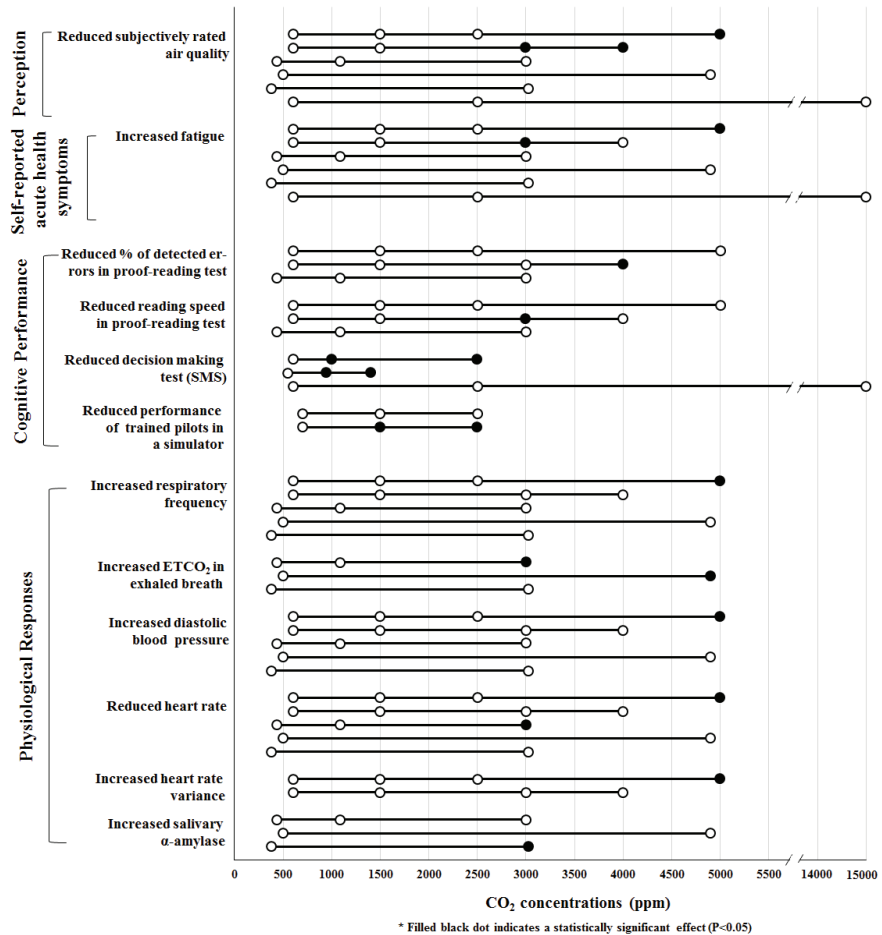 Perception
Reduced subjectively rated
air quality
Self-reported
acute health
symptoms
Increased fatigue
Cognitive Performance
Reduced % of detected er-
rors in proof-reading test
Reduced reading speed
in proof-reading test
Reduced decision making
test (SMS)
Reduced performance
of trained pilots in
a simulator
Physiological Responses
Increased respiratory
frequency
Increased ETCO₂ in
exhaled breath
Increased diastolic
blood pressure
Reduced heart rate
Increased heart rate
variance
Increased salivary
α-amylase
0 500 1000 1500 2000 2500 3000 3500 4000 4500 5000 5500 14000 15000
CO₂ concentrations (ppm)
* Filled black dot indicates a statistically significant effect (P<0.05)